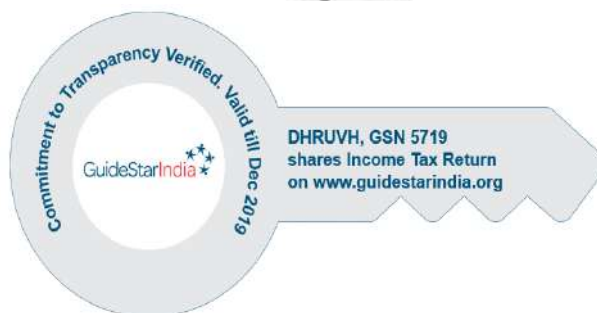 Commitment to Transparency Verified. Valid till Dec 2019
GuideStarIndia
DHRUVH, GSN 5719
shares Income Tax Return
on www.guidestarindia.org